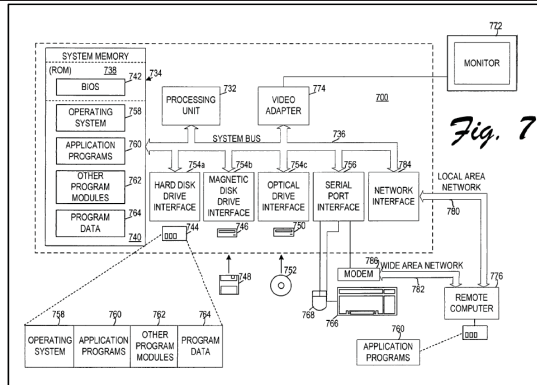 772
SYSTEM MEMORY
(ROM) 738
742
734
BIOS
732
PROCESSING
UNIT
774
VIDEO
ADAPTER
700
MONITOR
Fig. 7
OPERATING
SYSTEM
758
APPLICATION
PROGRAMS
760
OTHER
PROGRAM
MODULES
762
PROGRAM
DATA
764
740
SYSTEM BUS
736
754a
HARD DISK
DRIVE
INTERFACE
754b
MAGNETIC
DISK
DRIVE
INTERFACE
754c
OPTICAL
DRIVE
INTERFACE
756
SERIAL
PORT
INTERFACE
784
NETWORK
INTERFACE
LOCAL AREA
NETWORK
780
744
746
750
748
752
786
MODEM
WIDE AREA NETWORK
782
776
REMOTE
COMPUTER
768
766
758
760
762
764
OPERATING
SYSTEM
APPLICATION
PROGRAMS
OTHER
PROGRAM
MODULES
PROGRAM
DATA
760
APPLICATION
PROGRAMS